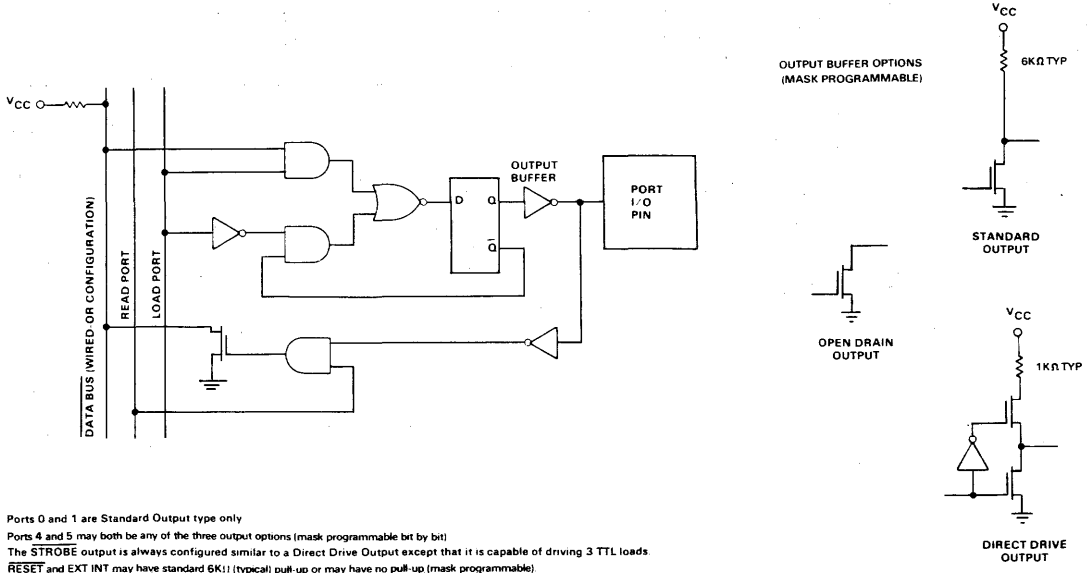 VCC
DATA BUS (WIRED-OR CONFIGURATION)
READ PORT
LOAD PORT
D Q
Q
OUTPUT
BUFFER
PORT
I/O
PIN
OUTPUT BUFFER OPTIONS
(MASK PROGRAMMABLE)
VCC
6KΩ TYP
STANDARD
OUTPUT
OPEN DRAIN
OUTPUT
VCC
1KΩ TYP
DIRECT DRIVE
OUTPUT
Ports 0 and 1 are Standard Output type only
Ports 4 and 5 may both be any of the three output options (mask programmable bit by bit)
The STROBE output is always configured similar to a Direct Drive Output except that it is capable of driving 3 TTL loads.
RESET and EXT INT may have standard 6KΩ (typical) pull-up or may have no pull-up (mask programmable).